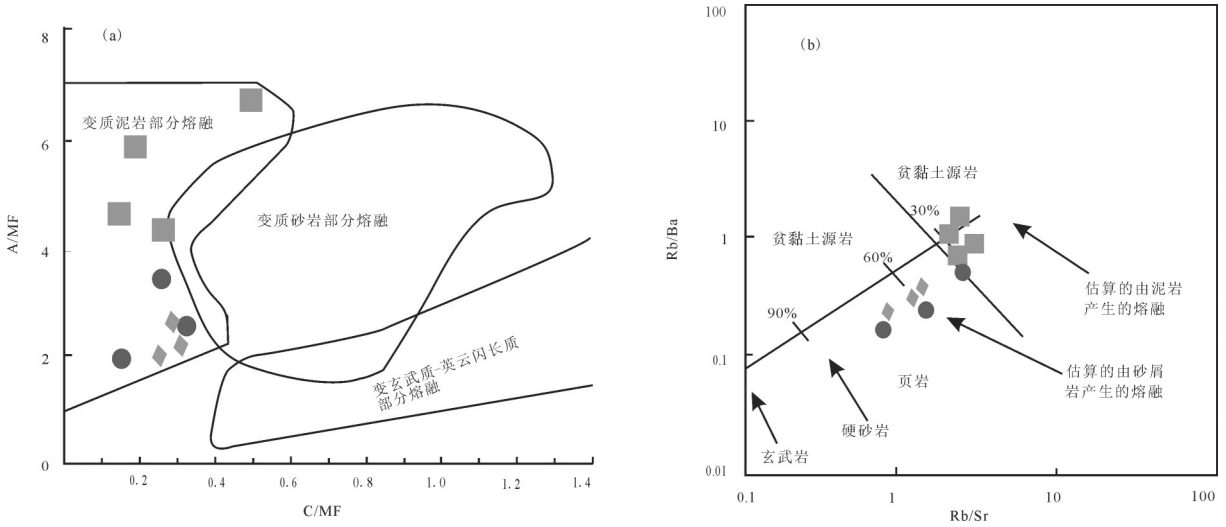 (a)
8
6
4
2
0
A/MF
变质泥岩部分熔融
变质砂岩部分熔融
变玄武质-英云闪长质
部分熔融
0.2
0.4
0.6
0.8
1.0
1.2
1.4
C/MF
(b)
100
10
1
0.1
0.01
Rb/Ba
贫黏土源岩
30%
贫黏土源岩
60%
90%
估算的由泥岩
产生的熔融
估算的由砂屑
岩产生的熔融
页岩
硬砂岩
玄武岩
0.1
1
10
100
Rb/Sr